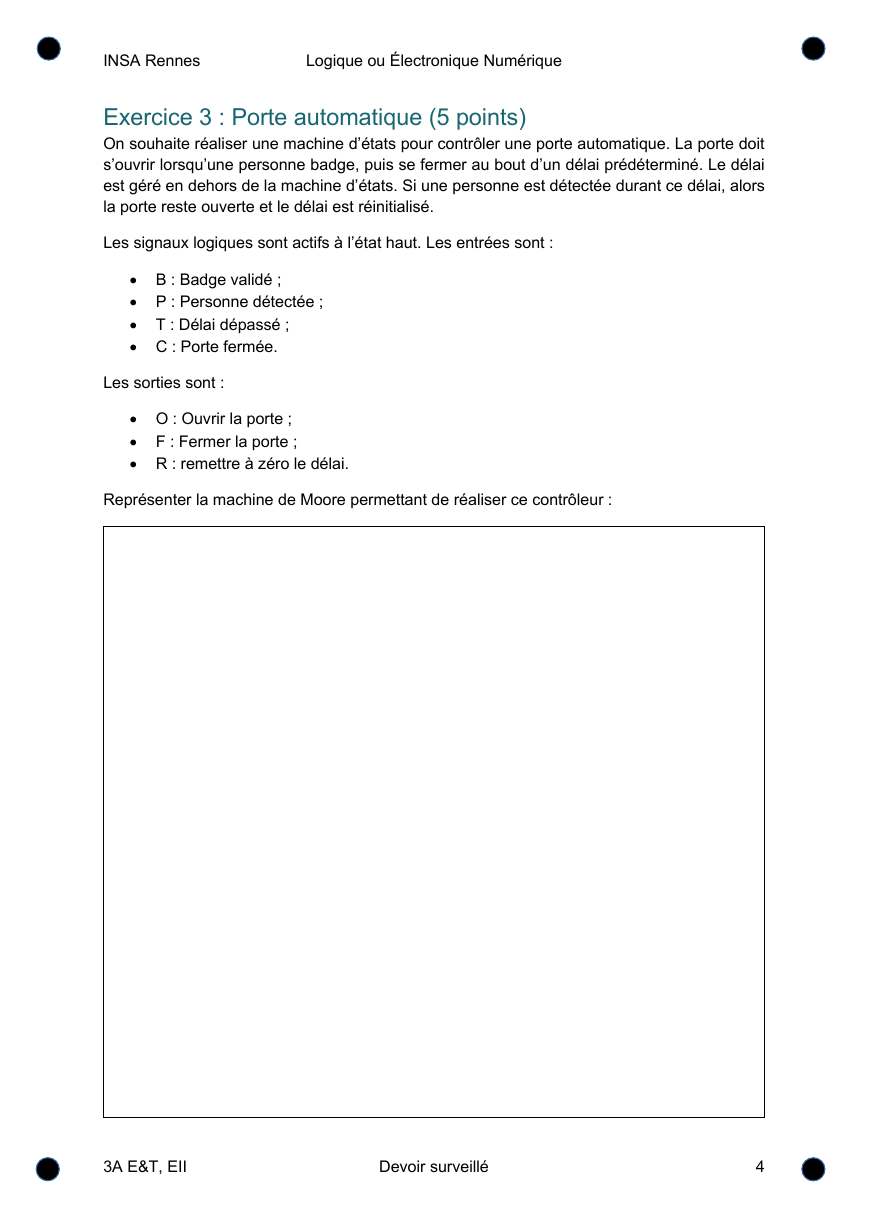 INSA Rennes Logique ou Électronique Numérique
Exercice 3 : Porte automatique (5 points)
On souhaite réaliser une machine d’états pour contrôler une porte automatique. La porte doit
s’ouvrir lorsqu’une personne badge, puis se fermer au bout d’un délai prédéterminé. Le délai
est géré en dehors de la machine d’états. Si une personne est détectée durant ce délai, alors
la porte reste ouverte et le délai est réinitialisé.
Les signaux logiques sont actifs à l’état haut. Les entrées sont :
• B : Badge validé ;
• P : Personne détectée ;
• T : Délai dépassé ;
• C : Porte fermée.
Les sorties sont :
• O : Ouvrir la porte ;
• F : Fermer la porte ;
• R : remettre à zéro le délai.
Représenter la machine de Moore permettant de réaliser ce contrôleur :
3A E&T, EII Devoir surveillé 4